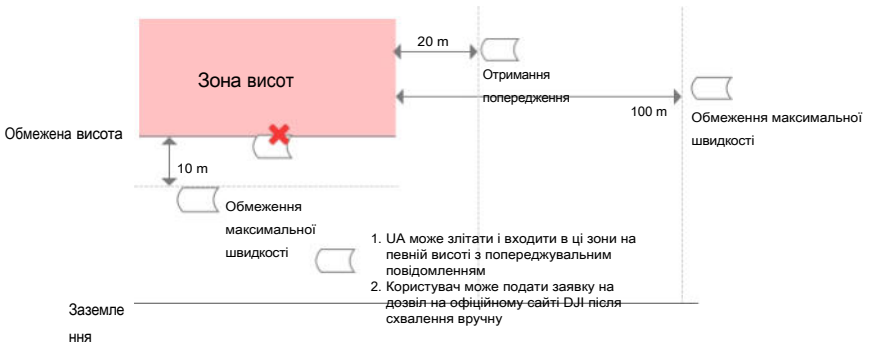 20 m
Зона висот
Отримання
попередження
100 m
Обмеження максимальної
швидкості
Обмежена висота
10 m
Обмеження
максимальної
швидкості
1. UA може злітати і входити в ці зони на
певній висоті з попереджувальним
повідомленням
2. Користувач може подати заявку на
дозвіл на офіційному сайті DJI після
схвалення вручну
Заземле
ння